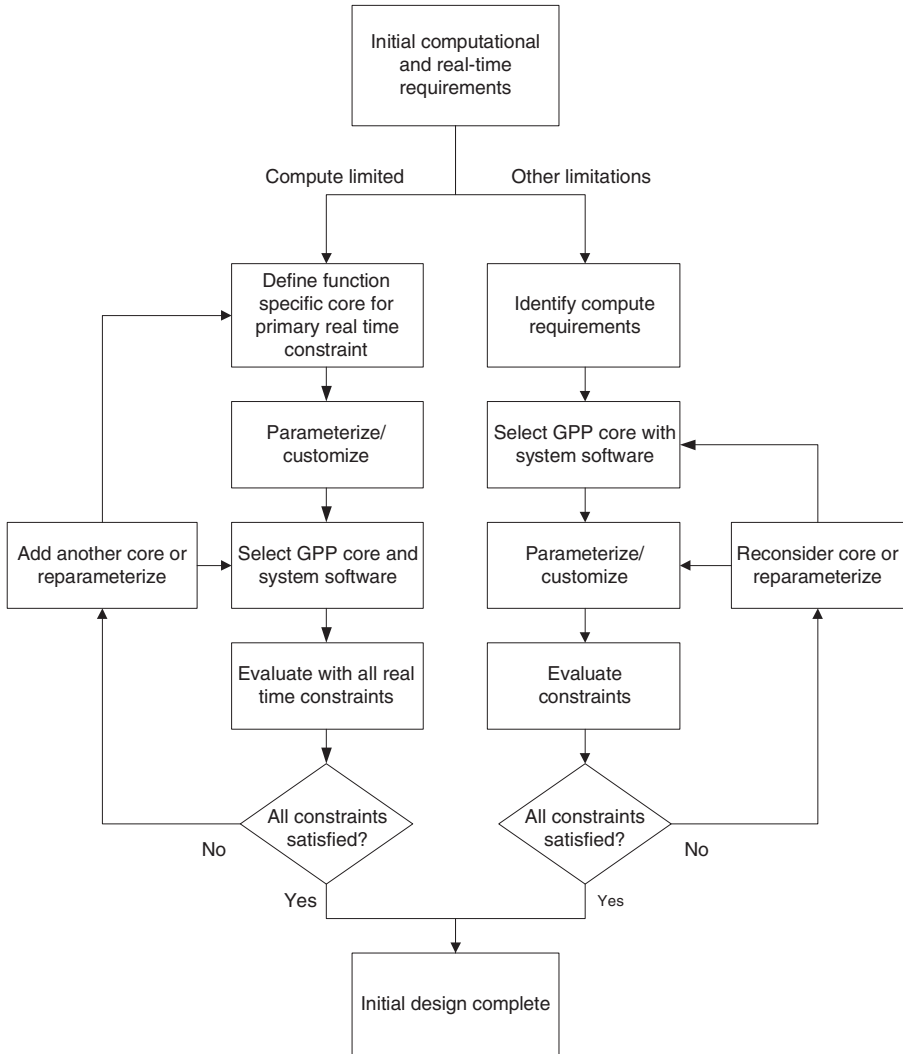 Initial computational
and real-time
requirements
Compute limited
Other limitations
Define function
specific core for
primary real time
constraint
Identify compute
requirements
Parameterize/
customize
Select GPP core with
system software
Add another core or
reparameterize
Select GPP core and
system software
Parameterize/
customize
Reconsider core or
reparameterize
Evaluate with all real
time constraints
Evaluate
constraints
All constraints
satisfied?
All constraints
satisfied?
No
No
Yes
Yes
Initial design complete